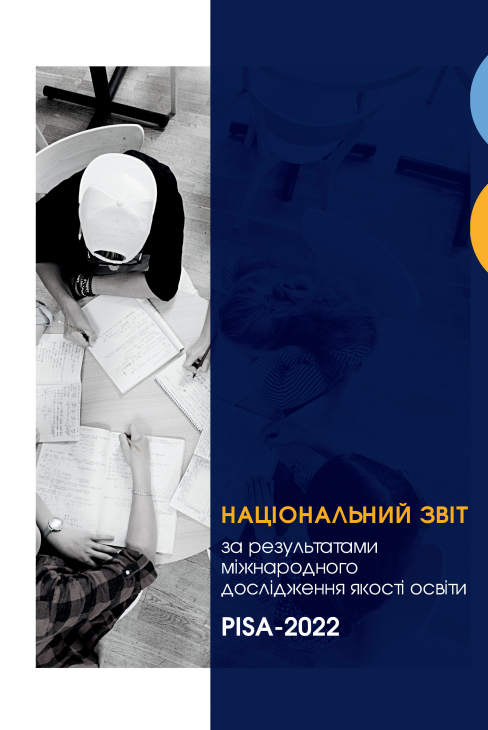 НАЦІОНАЛЬНИЙ ЗВІТ
за результатами
міжнародного
дослідження якості освіти
PISA-2022